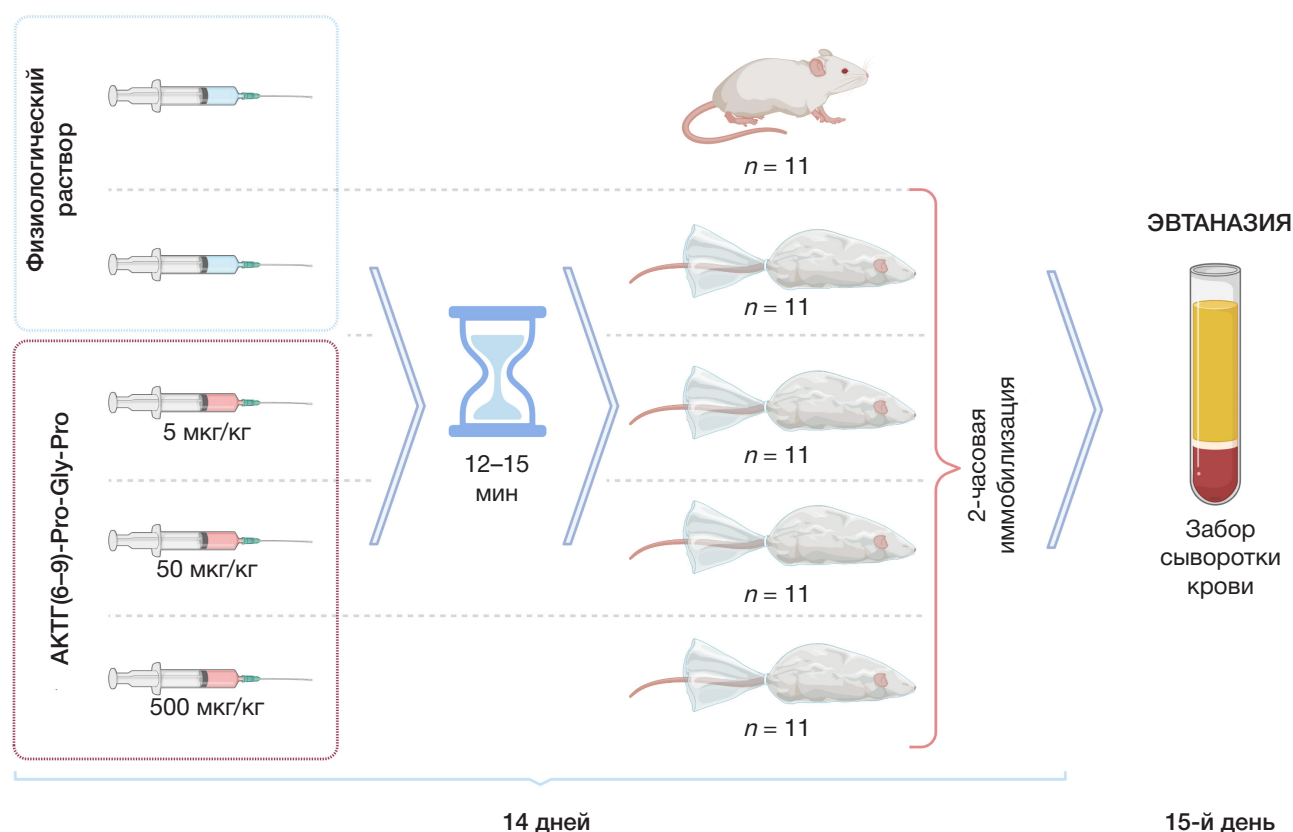 Физиологический
раствор
n = 11
n = 11
АКТГ(6–9)-Pro-Gly-Pro
5 мкг/кг
50 мкг/кг
500 мкг/кг
12–15
мин
n = 11
n = 11
n = 11
2-часовая
иммобилизация
ЭВТАНАЗИЯ
Забор
сыворотки
крови
14 дней
15-й день